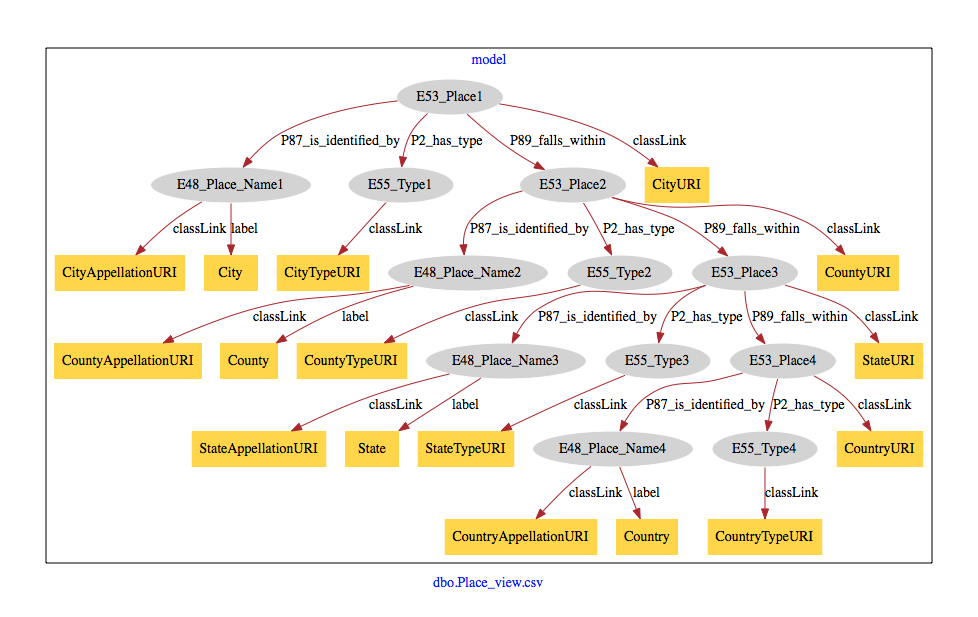 model
E53_Place1
P87_is_identified_by P2_has_type P89_falls_within classLink
E48_Place_Name1 E55_Type1 E53_Place2 CityURI
classLink label classLink P87_is_identified_by P2_has_type P89_falls_within classLink
CityAppellationURI City CityTypeURI E48_Place_Name2 E55_Type2 E53_Place3 CountyURI
classLink label classLink P87_is_identified_by P2_has_type P89_falls_within classLink
CountyAppellationURI County CountyTypeURI E48_Place_Name3 E55_Type3 E53_Place4 StateURI
classLink label classLink P87_is_identified_by P2_has_type classLink
StateAppellationURI State StateTypeURI E48_Place_Name4 E55_Type4 CountryURI
classLink label classLink
CountryAppellationURI Country CountryTypeURI
dbo.Place_view.csv